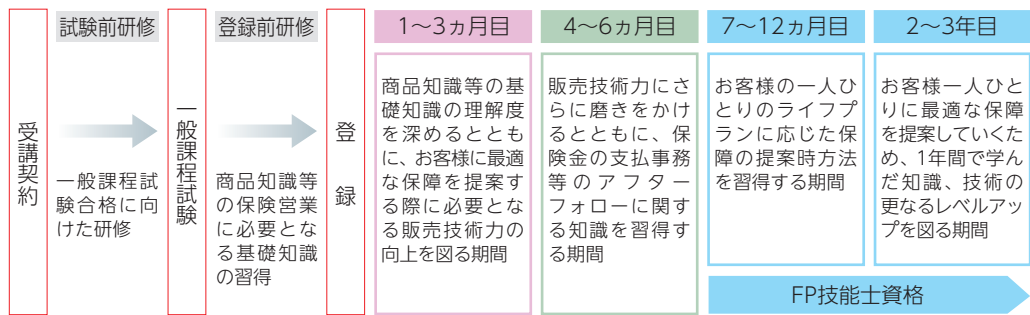 受講契約
試験前研修
一般課程試
験合格に向
けた研修
一般課程試験
登録前研修
商品知識等
の保険営業
に必要とな
る基礎知識
の習得
登録
1〜3ヵ月目
商品知識等の基
礎知識の理解度
を深めるととも
に、お客様に最適
な保障を提案す
る際に必要とな
る販売技術力の
向上を図る期間
4〜6ヵ月目
販売技術力にさ
らに磨きをかけ
るとともに、保
険金の支払事務
等のアフター
フォローに関す
る知識を習得す
る期間
7〜12ヵ月目
お客様の一人ひ
とりのライフプ
ランに応じた保
障の提案時方法
を習得する期間
2〜3年目
お客様一人ひと
りに最適な保障
を提案していくた
め、1年間で学ん
だ知識、技術の
更なるレベルアッ
プを図る期間
FP技能士資格